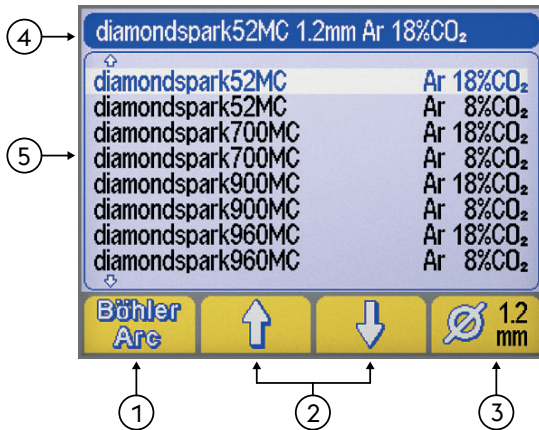 ④ diamondspark52MC 1.2mm Ar 18%CO₂
diamondspark52MC Ar 18%CO₂
diamondspark52MC Ar 8%CO₂
diamondspark700MC Ar 18%CO₂
⑤ diamondspark700MC Ar 8%CO₂
diamondspark900MC Ar 18%CO₂
diamondspark900MC Ar 8%CO₂
diamondspark960MC Ar 18%CO₂
diamondspark960MC Ar 8%CO₂
Böhler
Arc
1.2
mm
① ② ③